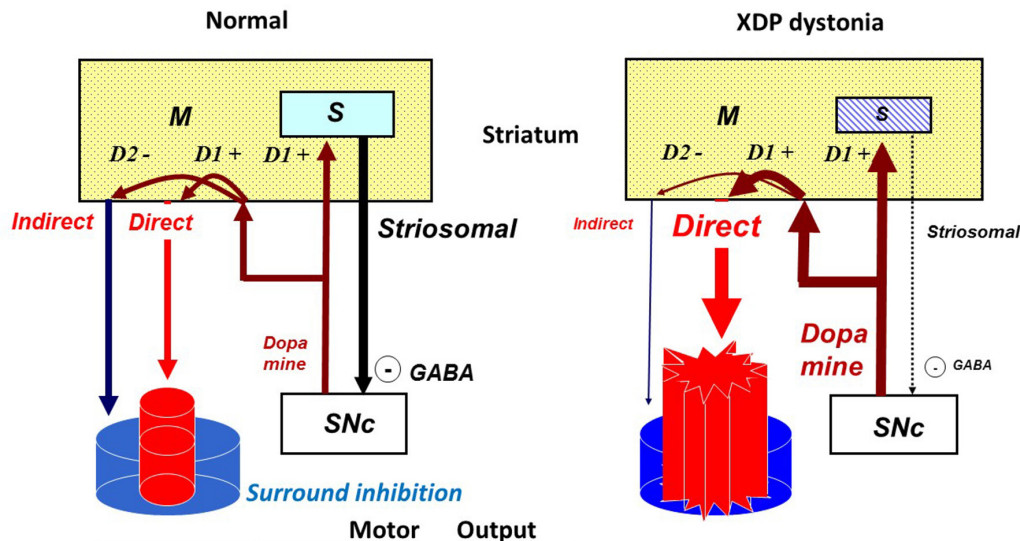 Normal
XDP dystonia
S
M
D2 -
D1 +
D1 +
Striatum
Indirect
Direct
Striosomal
Dopa
mine
-
GABA
SNc
Surround inhibition
S
M
D2 -
D1 +
D1 +
Indirect
Direct
Striosomal
Dopa
mine
-
GABA
SNc
Motor Output